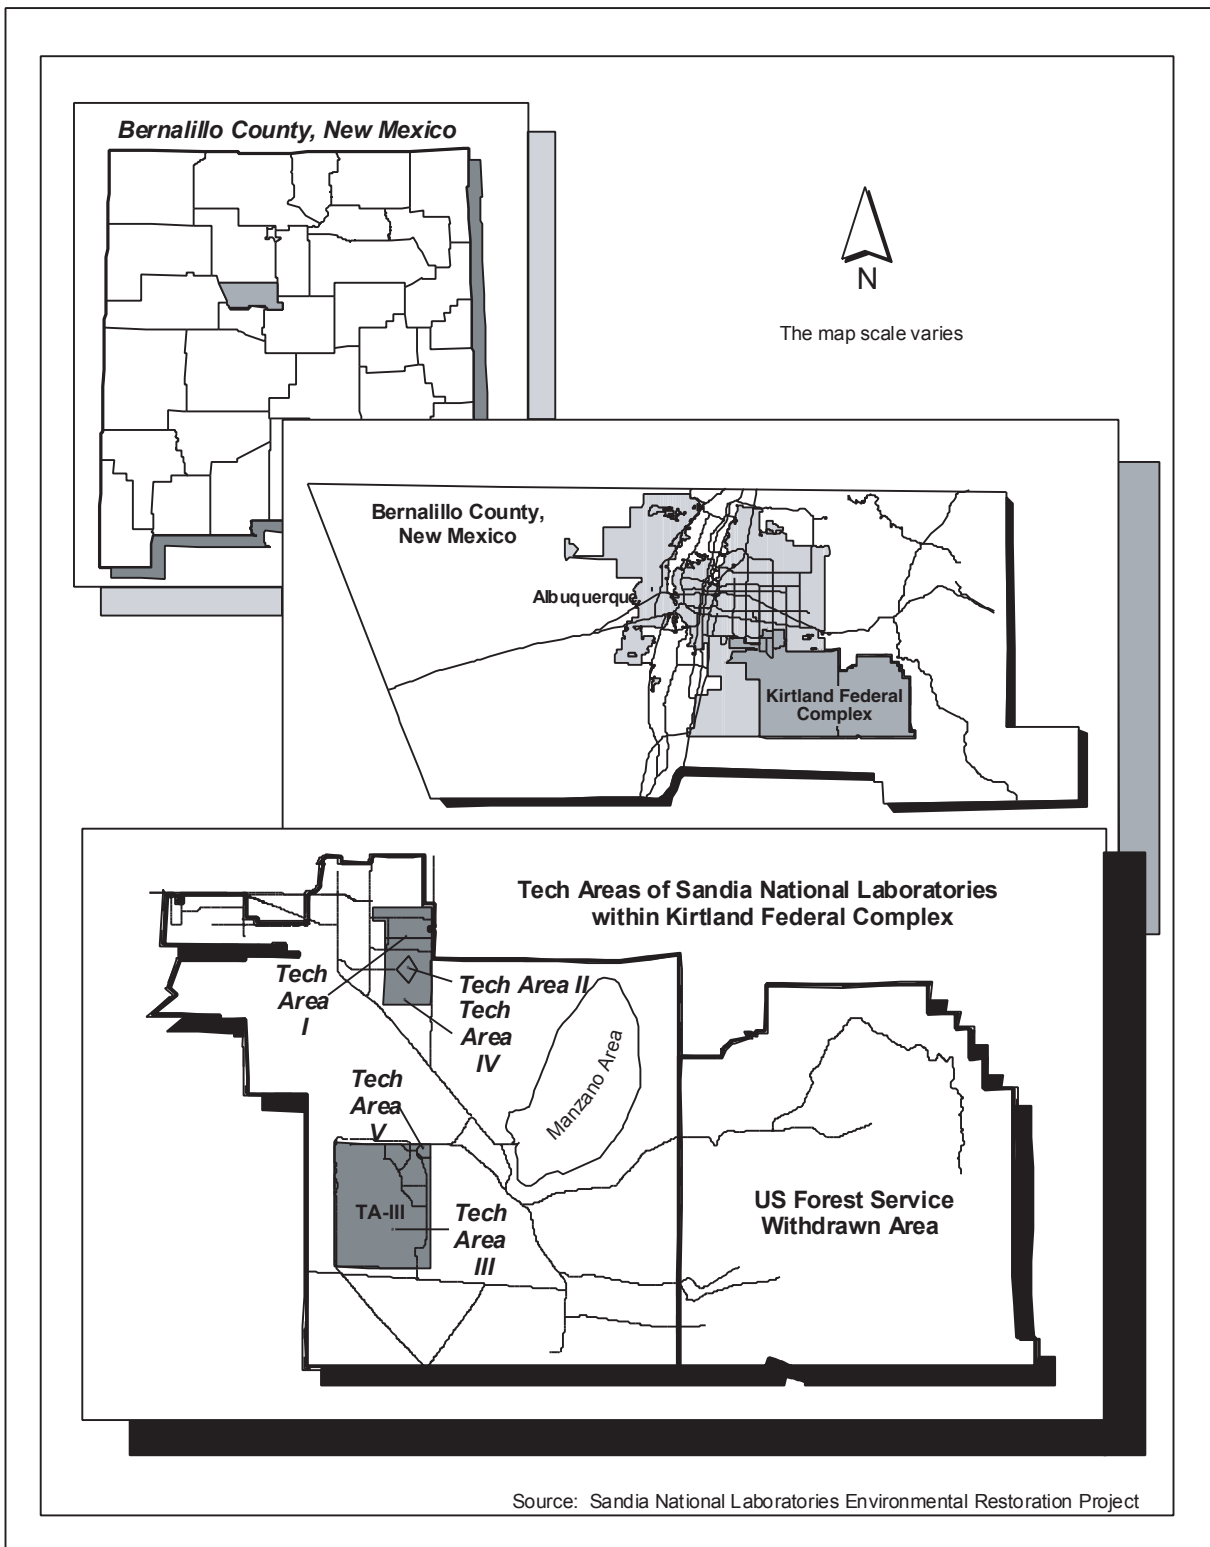 Bernalillo County, New Mexico
N
The map scale varies
Bernalillo County,
New Mexico
Albuquerque
Kirtland Federal
Complex
Tech Areas of Sandia National Laboratories
within Kirtland Federal Complex
Tech
Area
I
Tech Area II
Tech
Area
IV
Manzano Area
Tech
Area
V
TA-III
Tech
Area
III
US Forest Service
Withdrawn Area
Source: Sandia National Laboratories Environmental Restoration Project